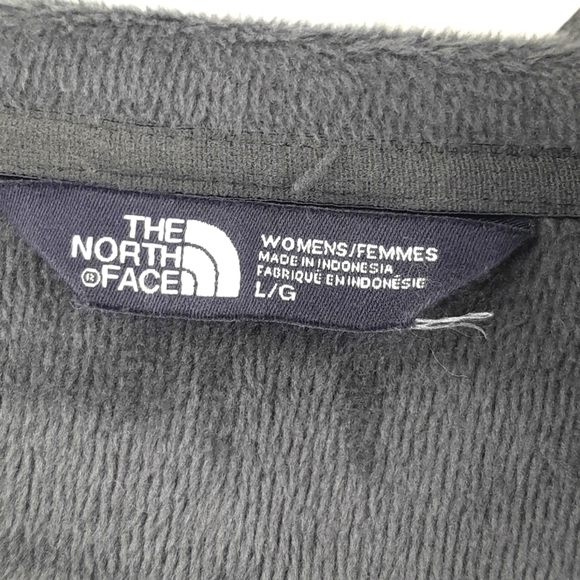 THE
NORTH
®FACE
WOMENS/FEMMES
MADE IN INDONESIA
FABRIQUÉ EN INDONÉSIE
L/G